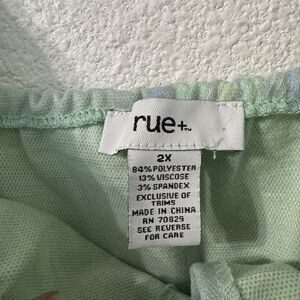 rue+™
2X
84% POLYESTER
13% VISCOSE
3% SPANDEX
EXCLUSIVE OF
TRIMS
MADE IN CHINA
RN 70829
SEE REVERSE
FOR CARE